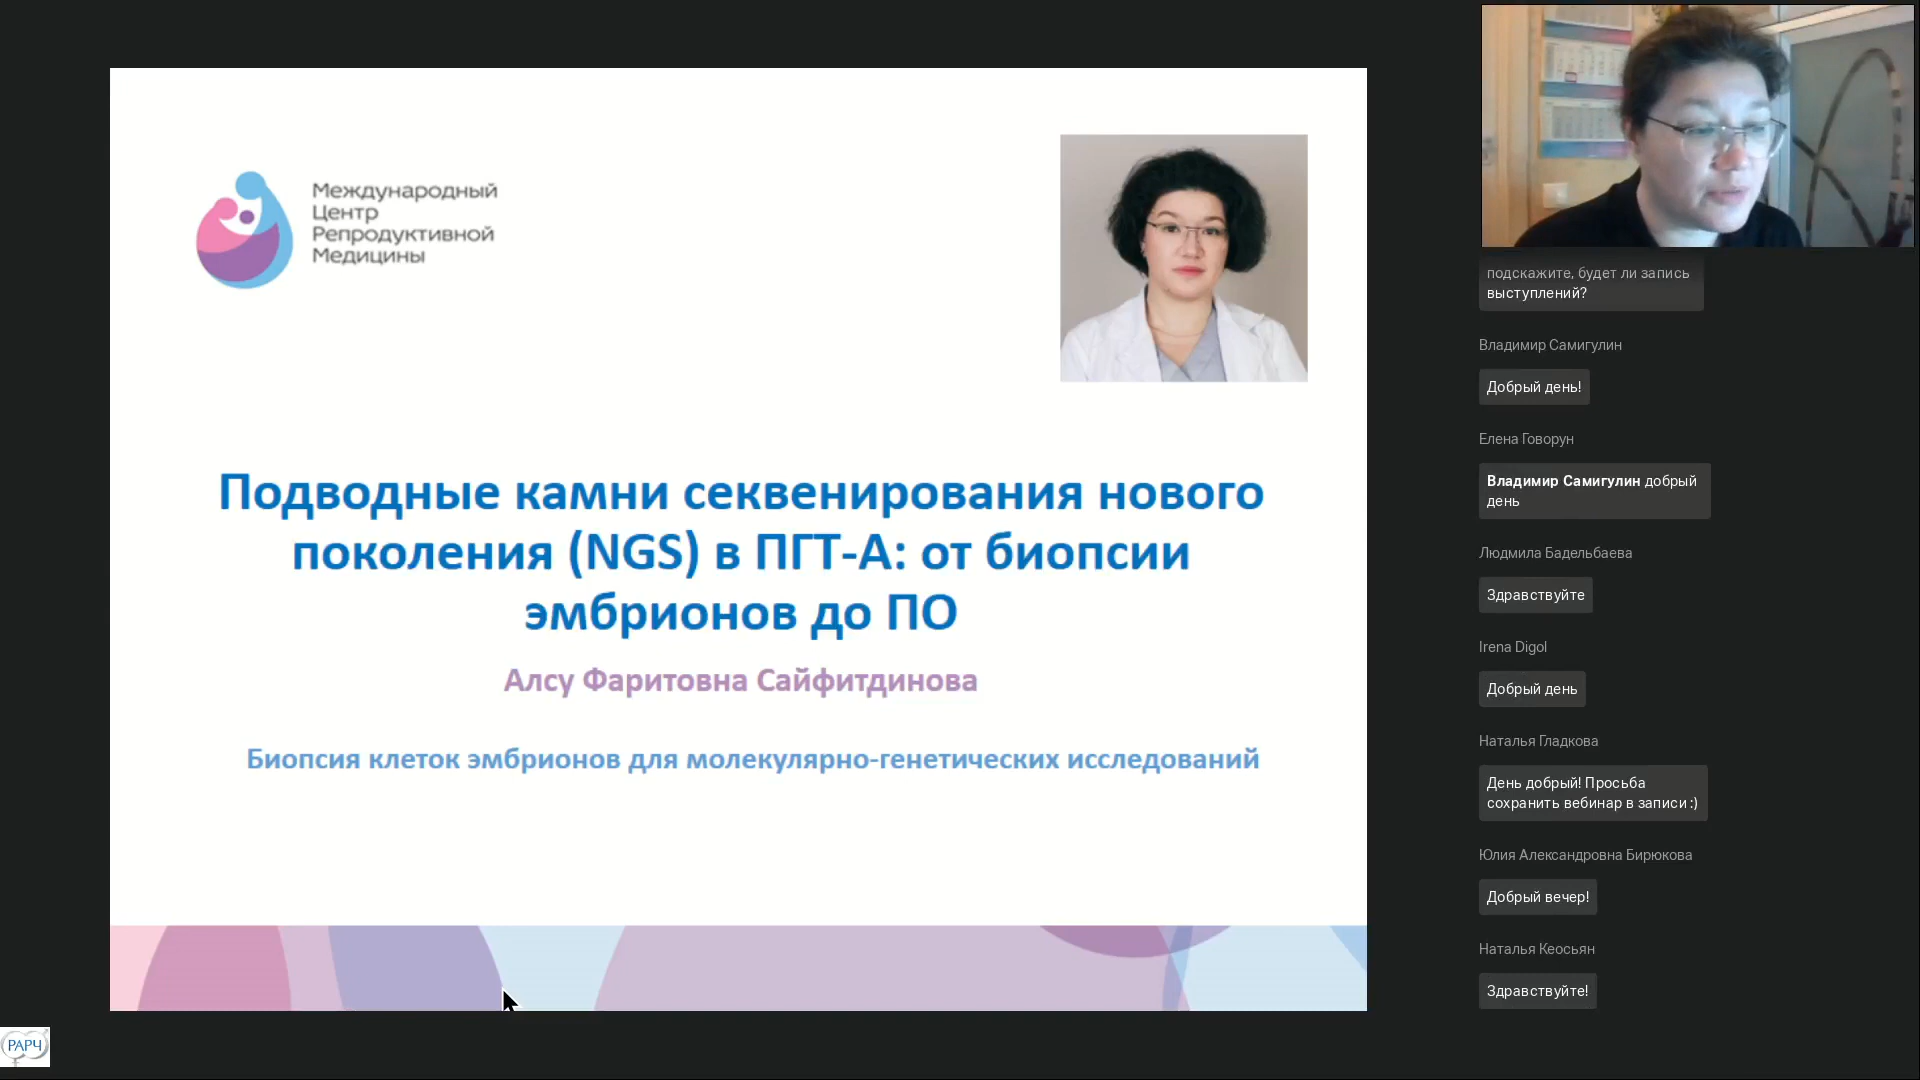 Международный
Центр
Репродуктивной
Медицины
Подводные камни секвенирования нового
поколения (NGS) в ПГТ-А: от биопсии
эмбрионов до ПО
Алсу Фаритовна Сайфитдинова
Биопсия клеток эмбрионов для молекулярно-генетических исследований
РАРЧ
подскажите, будет ли запись
выступлений?
Владимир Самигулин
Добрый день!
Елена Говорун
Владимир Самигулин добрый
день
Людмила Бадельбаева
Здравствуйте
Irena Digol
Добрый день
Наталья Гладкова
День добрый! Просьба
сохранить вебинар в записи :)
Юлия Александровна Бирюкова
Добрый вечер!
Наталья Кеосьян
Здравствуйте!